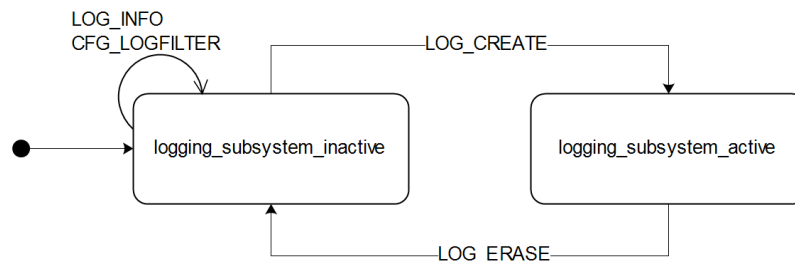 LOG_INFO
CFG_LOGFILTER
LOG_CREATE
logging_subsystem_inactive
logging_subsystem_active
LOG_ERASE